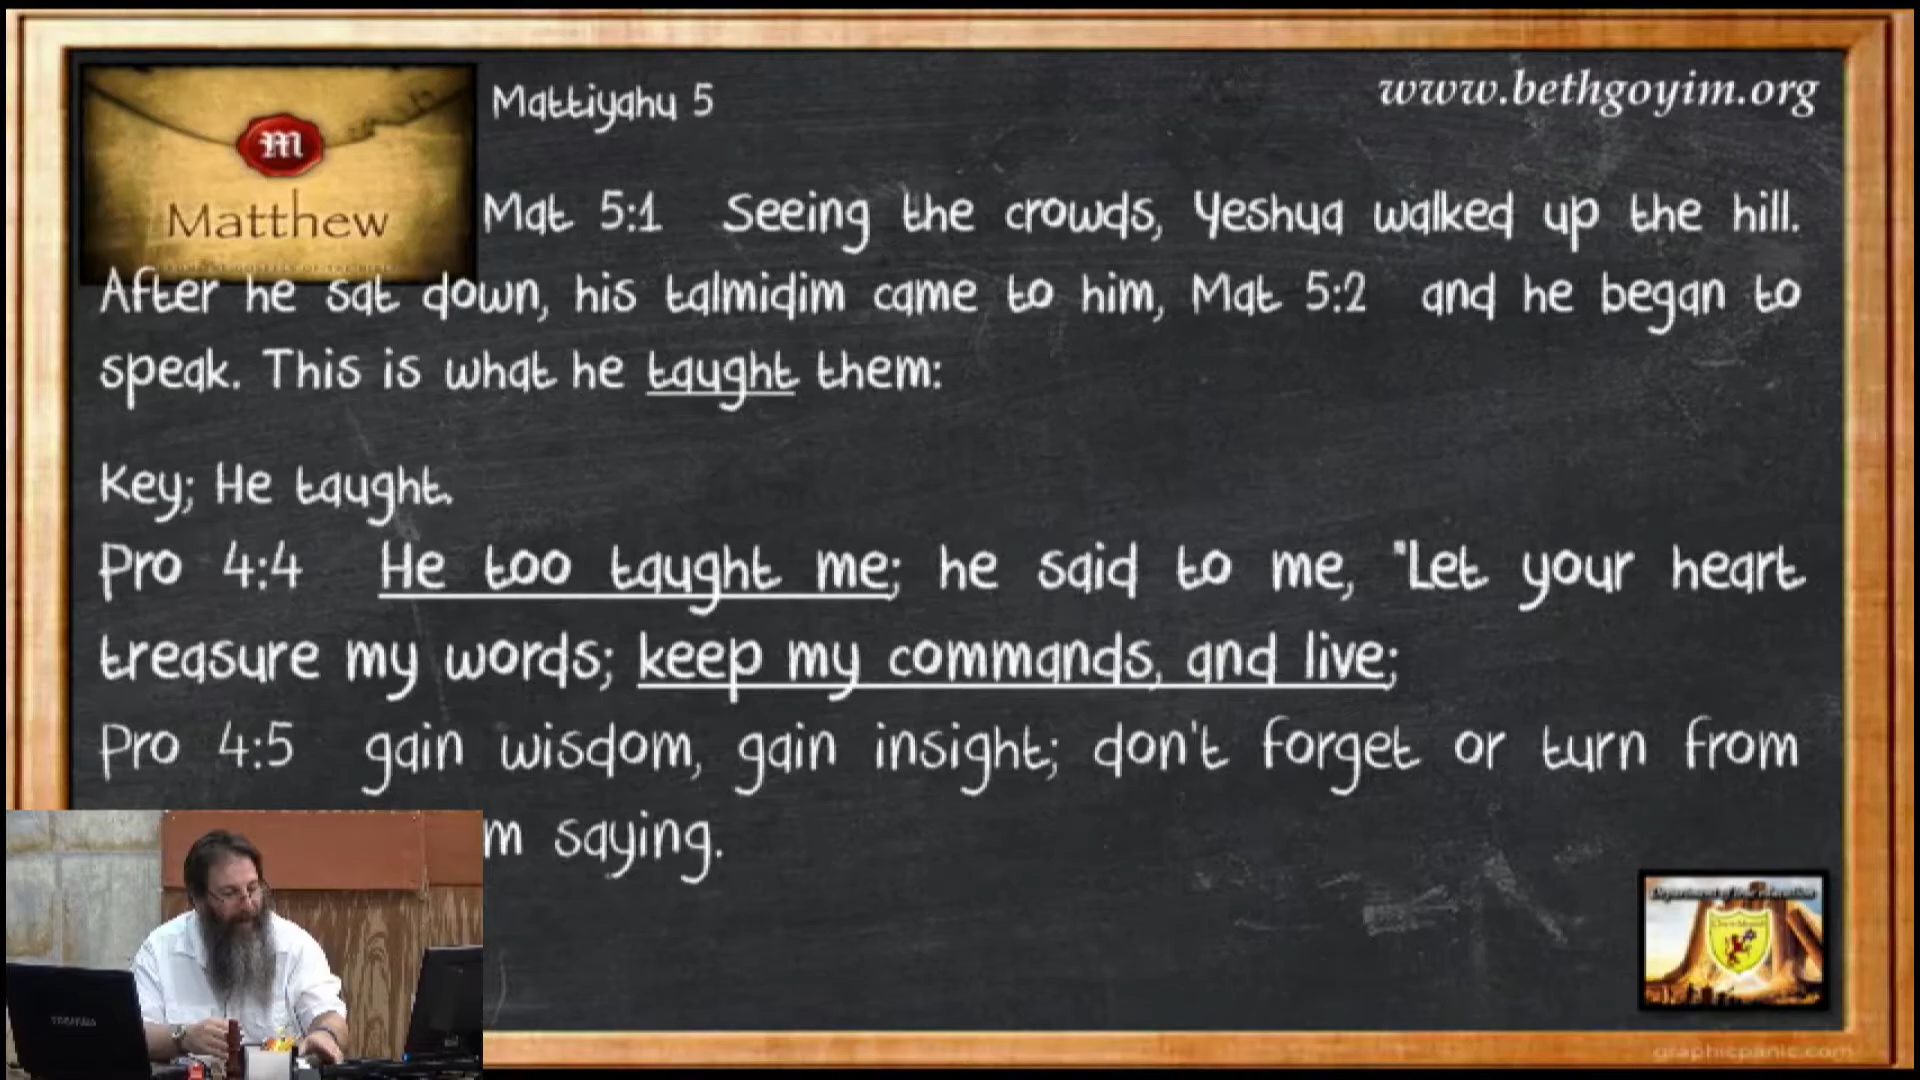 Mattiyahu 5
www.bethgoyim.org
M
Matthew
Mat 5:1 Seeing the crowds, Yeshua walked up the hill.
After he sat down, his talmidim came to him, Mat 5:2 and he began to
speak. This is what he taught them:
Key; He taught.
Pro 4:4 He too taught me; he said to me, "Let your heart
treasure my words; keep my commands, and live;
Pro 4:5 gain wisdom, gain insight; don't forget or turn from
m saying.
TOSHIBA
graphicpanic.com